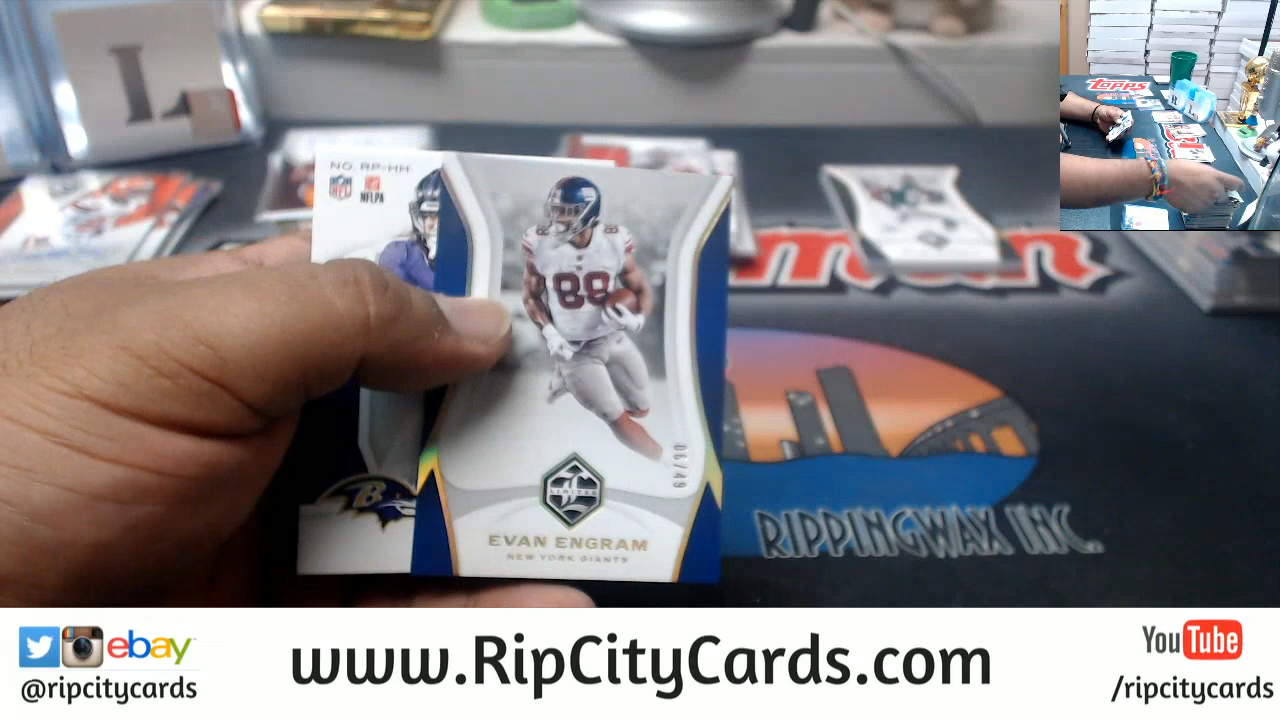 TOPPS
NO. RP-HH
NFL
NFLPA
88
06/49
LIMITED
EVAN ENGRAM
NEW YORK GIANTS
B
RIPPINGWAX INC.
ebay
@ripcitycards
www.RipCityCards.com
YouTube
/ripcitycards